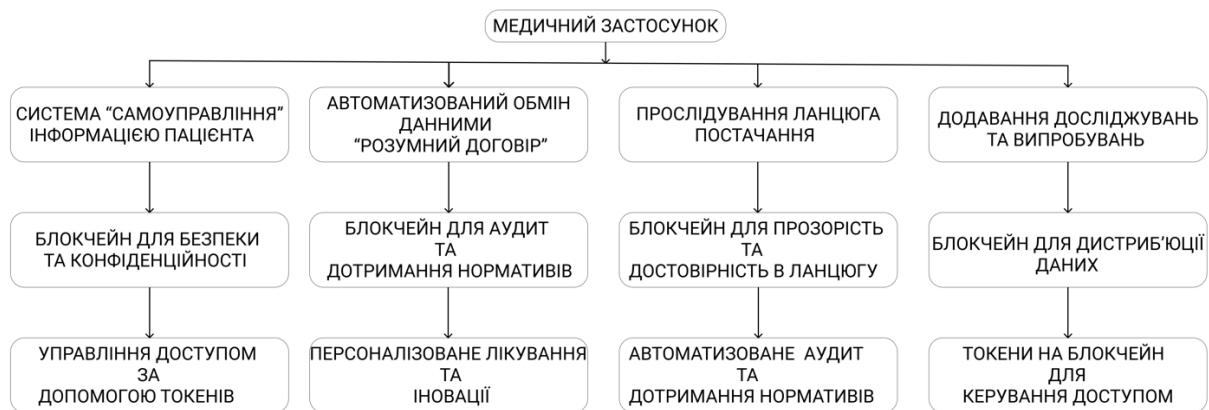 МЕДИЧНИЙ ЗАСТОСУНОК
СИСТЕМА “САМОУПРАВЛІННЯ”
ІНФОРМАЦІЄЮ ПАЦІЄНТА
АВТОМАТИЗОВАНИЙ ОБМІН
ДАННИМИ
“РОЗУМНИЙ ДОГОВІР”
ПРОСЛІДУВАННЯ ЛАНЦЮГА
ПОСТАЧАННЯ
ДОДАВАННЯ ДОСЛІДЖУВАНЬ
ТА ВИПРОБУВАНЬ
БЛОКЧЕЙН ДЛЯ БЕЗПЕКИ
ТА КОНФІДЕНЦІЙНОСТІ
БЛОКЧЕЙН ДЛЯ АУДИТ
ТА
ДОТРИМАННЯ НОРМАТИВІВ
БЛОКЧЕЙН ДЛЯ ПРОЗОРІСТЬ
ТА
ДОСТОВІРНІСТЬ В ЛАНЦЮГУ
БЛОКЧЕЙН ДЛЯ ДИСТРИБ’ЮЦІЇ
ДАНИХ
УПРАВЛІННЯ ДОСТУПОМ
ЗА
ДОПОМОГОЮ ТОКЕНІВ
ПЕРСОНАЛІЗОВАНЕ ЛІКУВАННЯ
ТА
ІНОВАЦІЇ
АВТОМАТИЗОВАНЕ АУДИТ
ТА
ДОТРИМАННЯ НОРМАТИВІВ
ТОКЕНИ НА БЛОКЧЕЙН
ДЛЯ
КЕРУВАННЯ ДОСТУПОМ